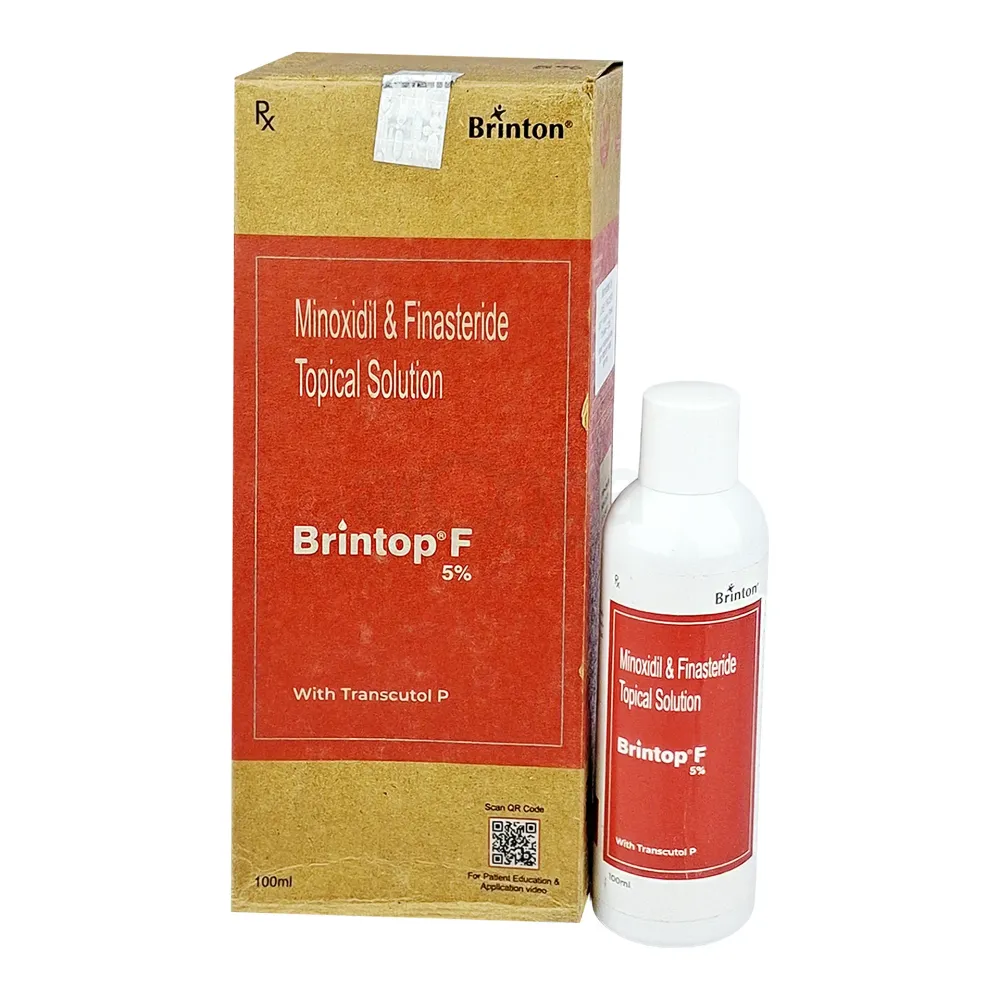 Rx
Brinton®
Minoxidil & Finasteride
Topical Solution
Brintop® F
5%
With Transcutol P
Scan QR Code
For Patient Education &
Application video
100ml
Rx
Brinton®
Minoxidil & Finasteride
Topical Solution
Brintop® F
5%
With Transcutol P
100ml